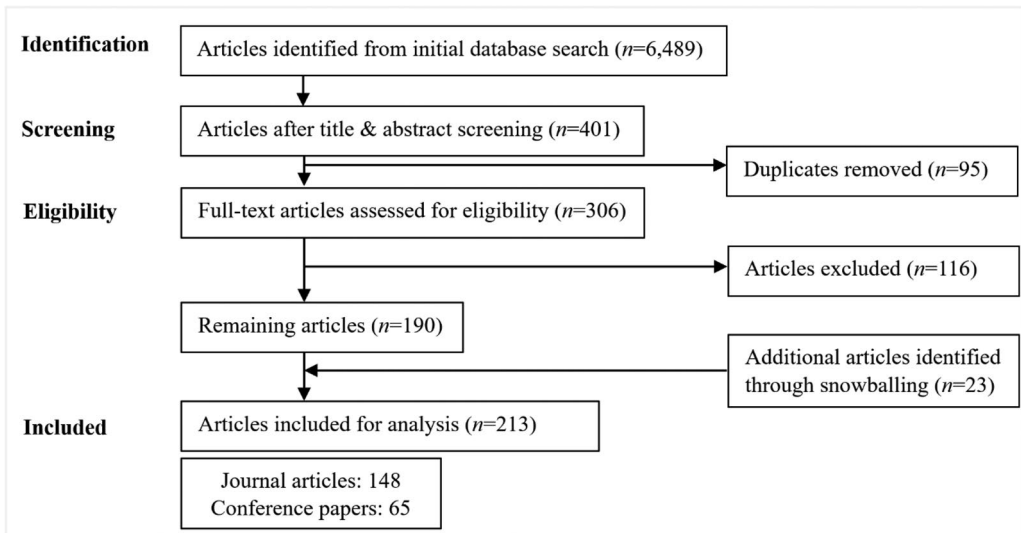 Identification
Articles identified from initial database search (n=6,489)
Screening
Articles after title & abstract screening (n=401)
Duplicates removed (n=95)
Eligibility
Full-text articles assessed for eligibility (n=306)
Articles excluded (n=116)
Remaining articles (n=190)
Additional articles identified
through snowballing (n=23)
Included
Articles included for analysis (n=213)
Journal articles: 148
Conference papers: 65